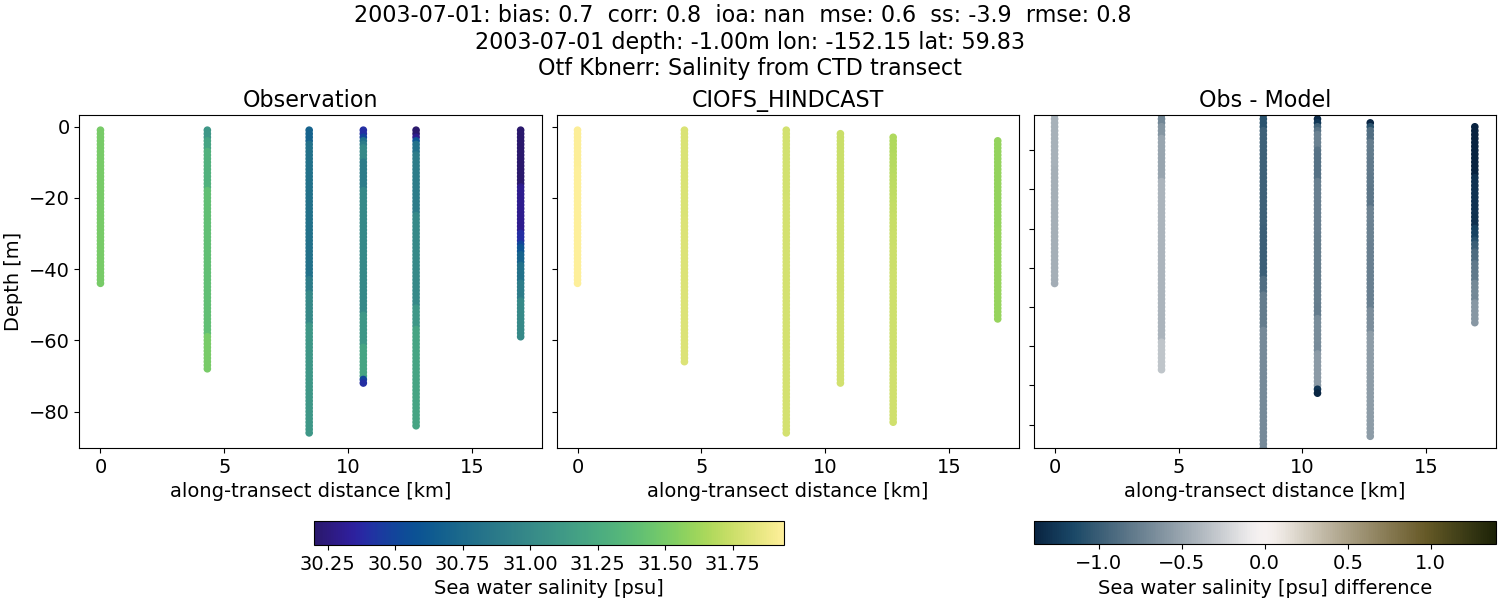 2003-07-01: bias: 0.7  corr: 0.8  ioa: nan  mse: 0.6  ss: -3.9  rmse: 0.8
2003-07-01 depth: -1.00m lon: -152.15 lat: 59.83
Otf Kbnerr: Salinity from CTD transect
Observation
CIOFS_HINDCAST
Obs - Model
Depth [m]
0
−20
−40
−60
−80
0 5 10 15
0 5 10 15
0 5 10 15
along-transect distance [km]
along-transect distance [km]
along-transect distance [km]
30.25 30.50 30.75 31.00 31.25 31.50 31.75
Sea water salinity [psu]
−1.0 −0.5 0.0 0.5 1.0
Sea water salinity [psu] difference